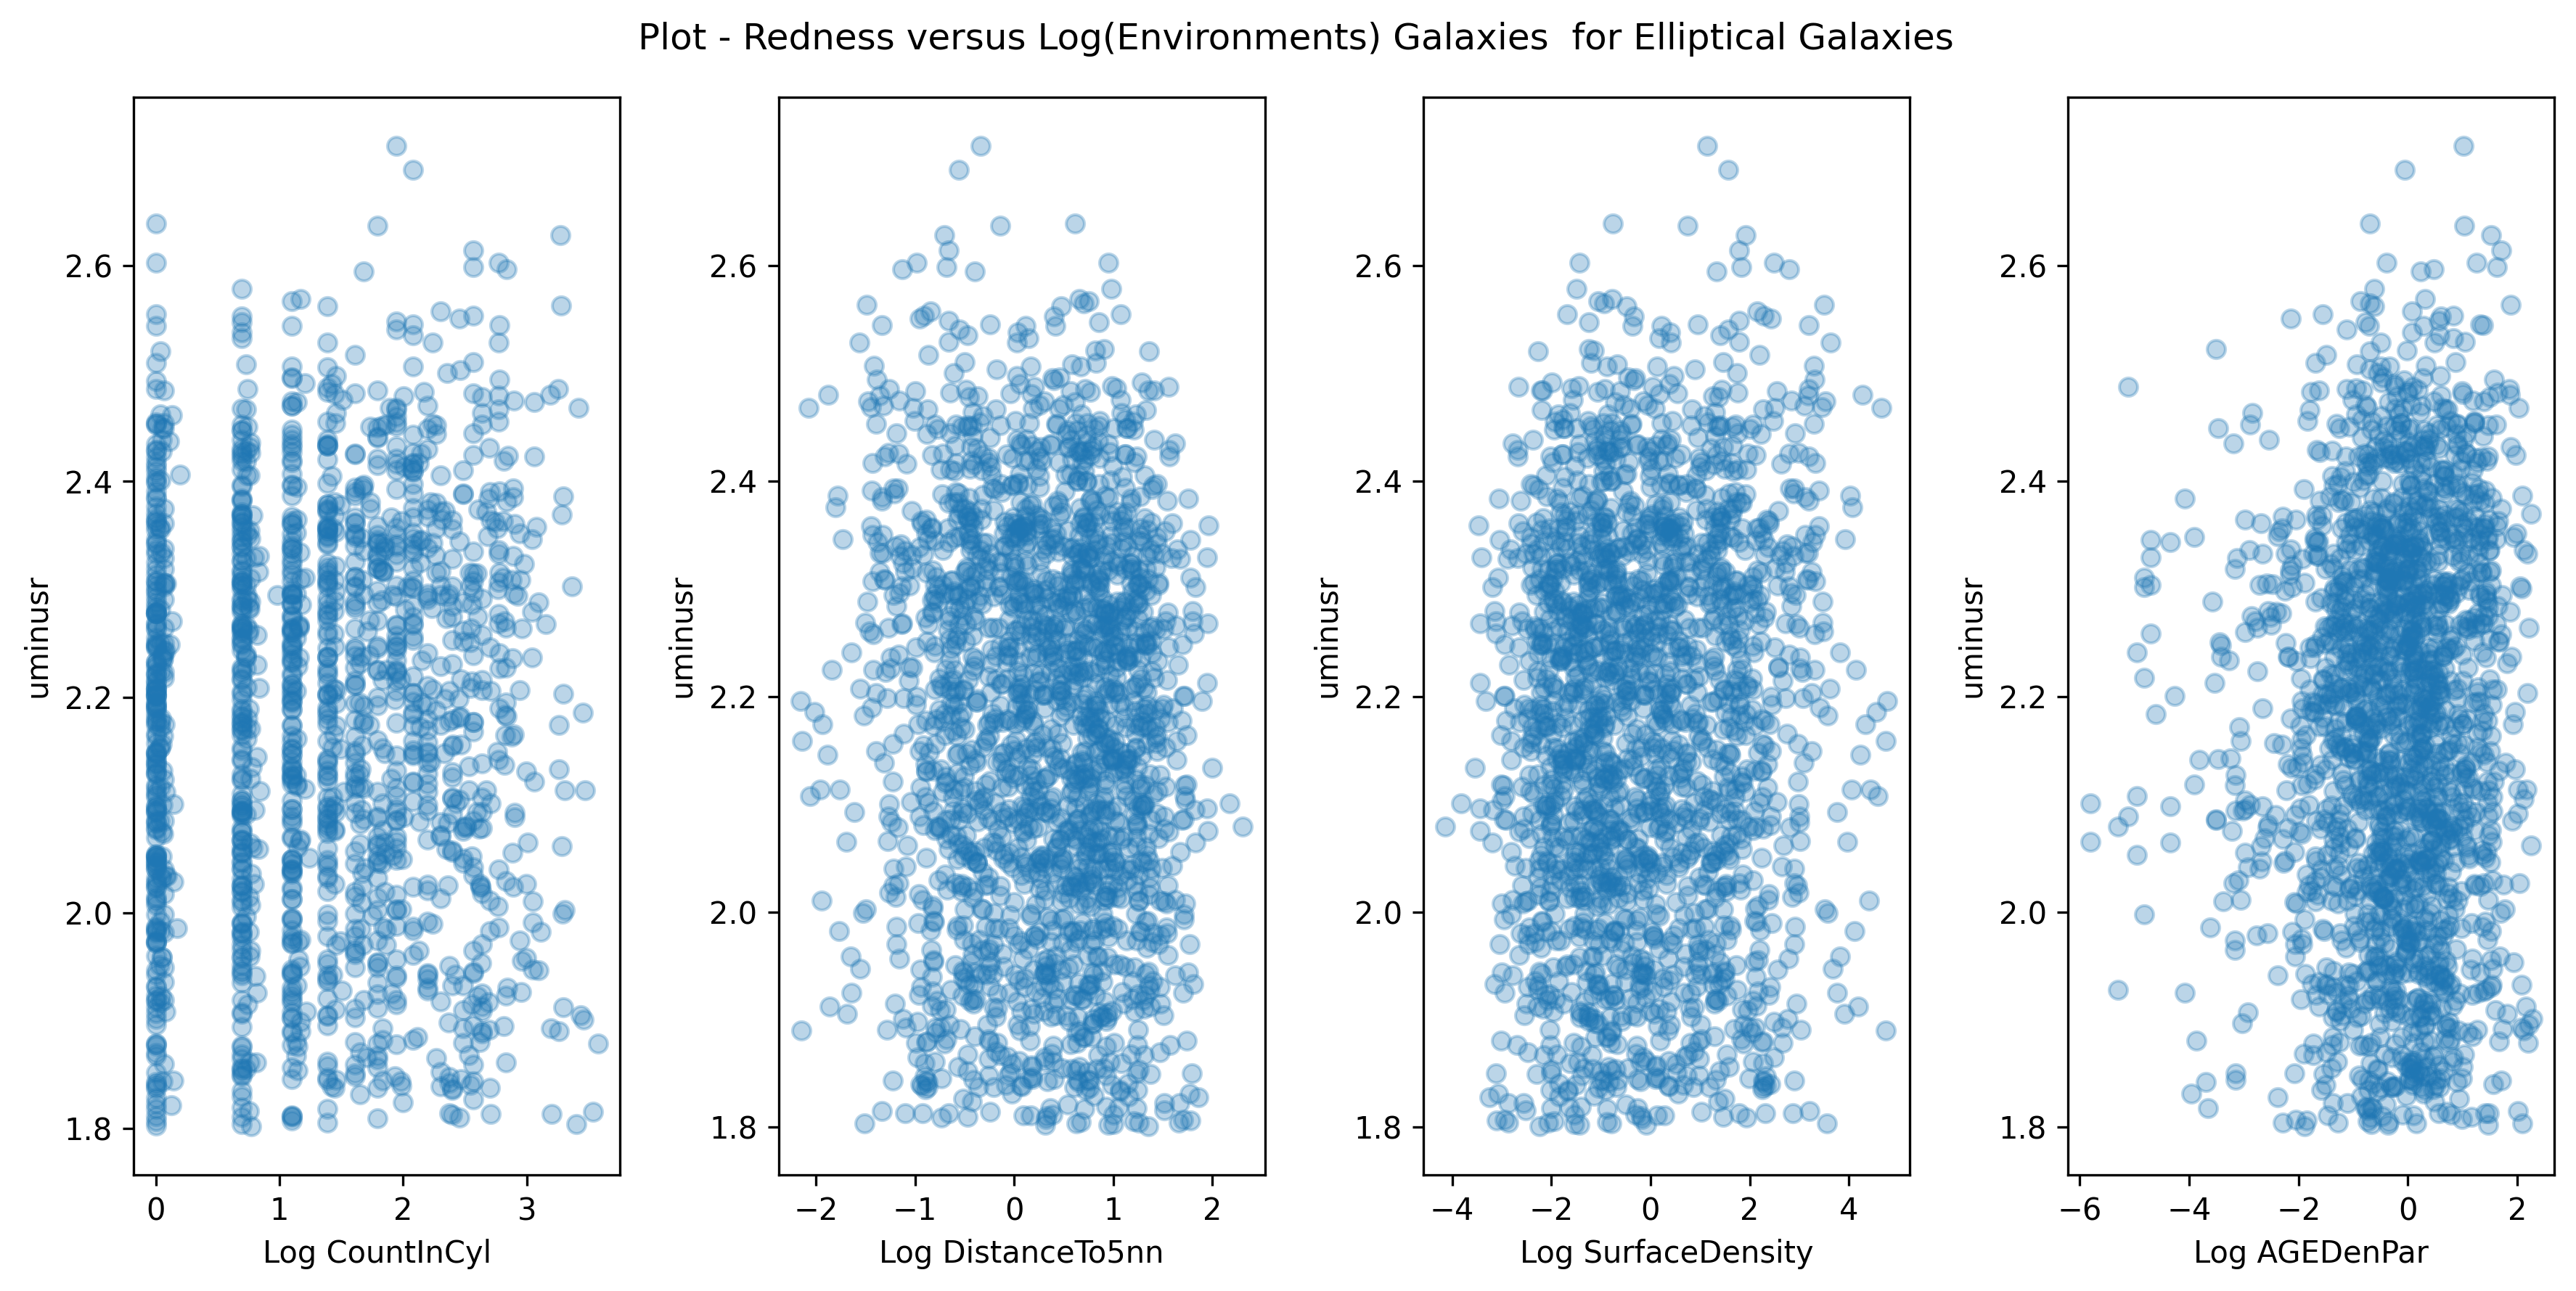 Plot - Redness versus Log(Environments) Galaxies  for Elliptical Galaxies
uminusr
2.6
2.4
2.2
2.0
1.8
0 1 2 3
Log CountInCyl
uminusr
2.6
2.4
2.2
2.0
1.8
−2 −1 0 1 2
Log DistanceTo5nn
uminusr
2.6
2.4
2.2
2.0
1.8
−4 −2 0 2 4
Log SurfaceDensity
uminusr
2.6
2.4
2.2
2.0
1.8
−6 −4 −2 0 2
Log AGEDenPar